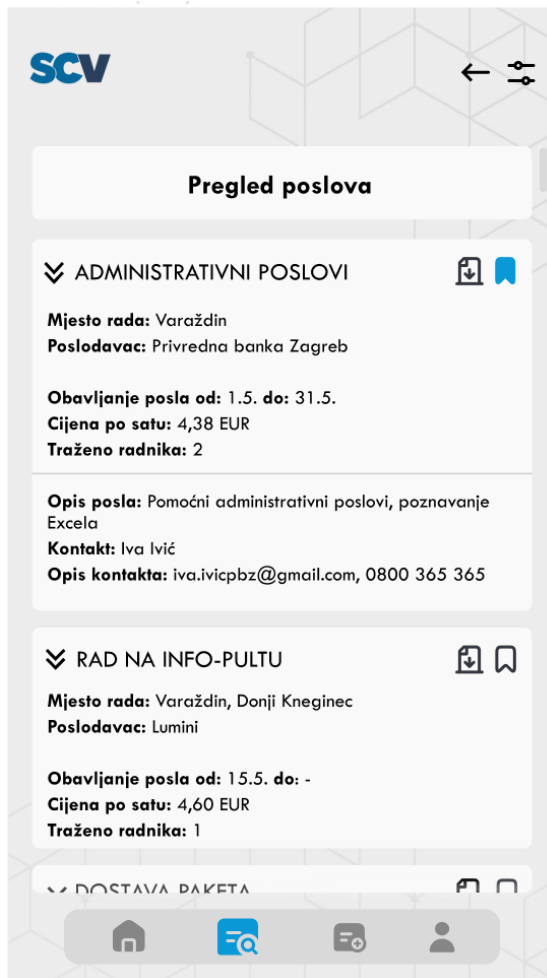 SCV
Pregled poslova
ADMINISTRATIVNI POSLOVI
Mjesto rada: Varaždin
Poslodavac: Privredna banka Zagreb
Obavljanje posla od: 1.5. do: 31.5.
Cijena po satu: 4,38 EUR
Traženo radnika: 2
Opis posla: Pomoćni administrativni poslovi, poznavanje
Excela
Kontakt: Iva Ivić
Opis kontakta: iva.ivicpbz@gmail.com, 0800 365 365
RAD NA INFO-PULTU
Mjesto rada: Varaždin, Donji Kneginec
Poslodavac: Lumini
Obavljanje posla od: 15.5. do: -
Cijena po satu: 4,60 EUR
Traženo radnika: 1
DOSTAVA PAKETA